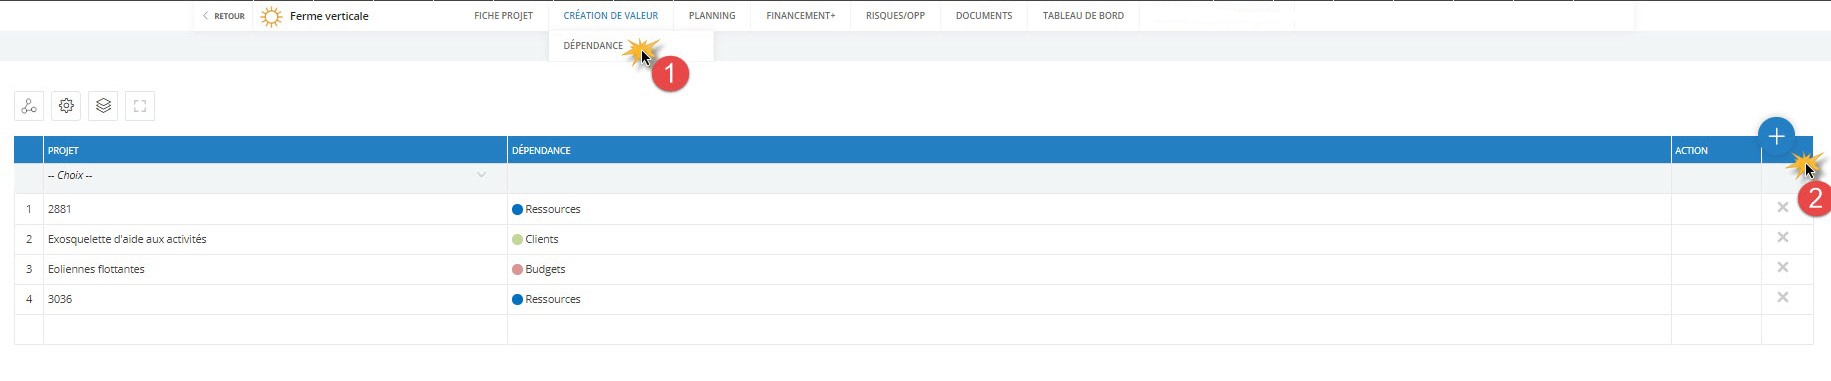 RETOUR Ferme verticale FICHE PROJET CRÉATION DE VALEUR PLANNING FINANCEMENT+ RISQUES/OPP DOCUMENTS TABLEAU DE BORD
DÉPENDANCE
1
PROJET DÉPENDANCE ACTION
-- Choix --
2
1 2881 Ressources
2 Exosquelette d'aide aux activités Clients
3 Eoliennes flottantes Budgets
4 3036 Ressources